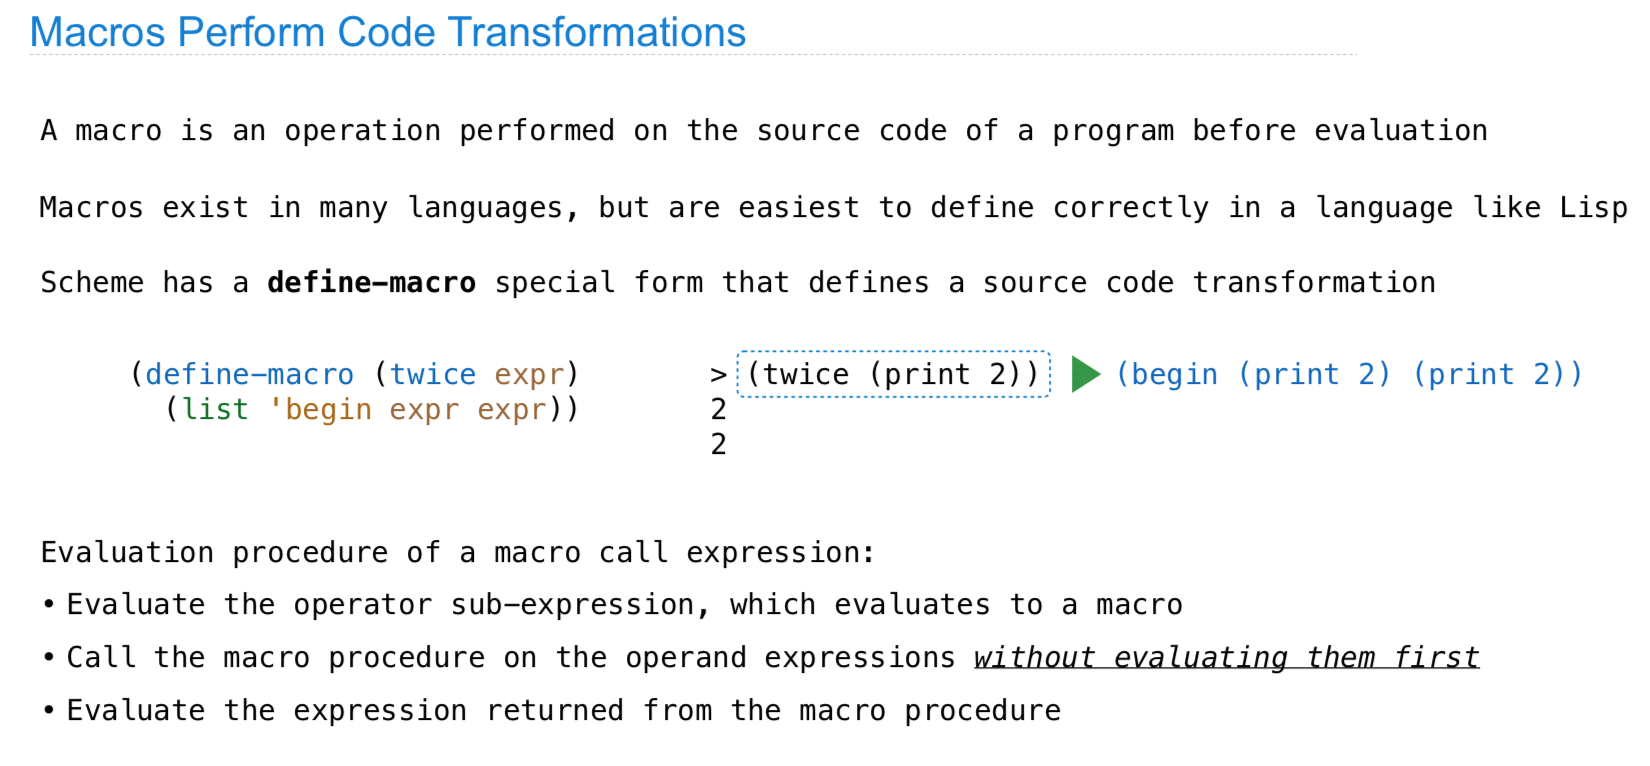 Macros Perform Code Transformations
A macro is an operation performed on the source code of a program before evaluation
Macros exist in many languages, but are easiest to define correctly in a language like Lisp
Scheme has a define-macro special form that defines a source code transformation
(define-macro (twice expr)
(list 'begin expr expr))
> (twice (print 2)) ▶ (begin (print 2) (print 2))
2
2
Evaluation procedure of a macro call expression:
• Evaluate the operator sub-expression, which evaluates to a macro
• Call the macro procedure on the operand expressions without evaluating them first
• Evaluate the expression returned from the macro procedure